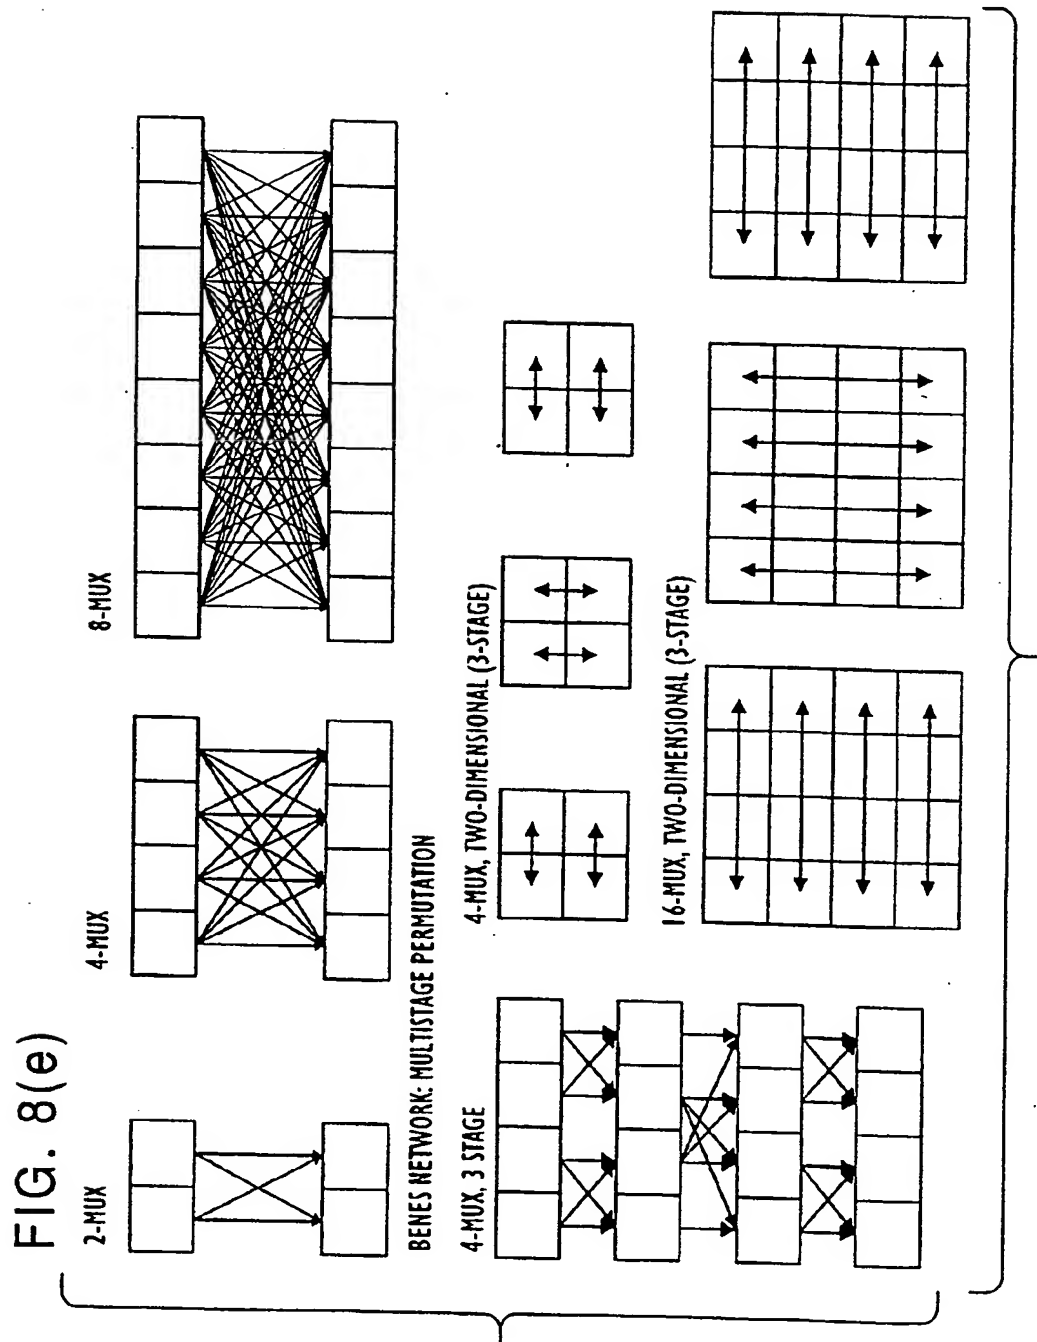 FIG. 8(e)
2-MUX
4-MUX
8-MUX
BENES NETWORK: MULTISTAGE PERMUTATION
4-MUX, 3 STAGE
4-MUX, TWO-DIMENSIONAL (3-STAGE)
16-MUX, TWO-DIMENSIONAL (3-STAGE)